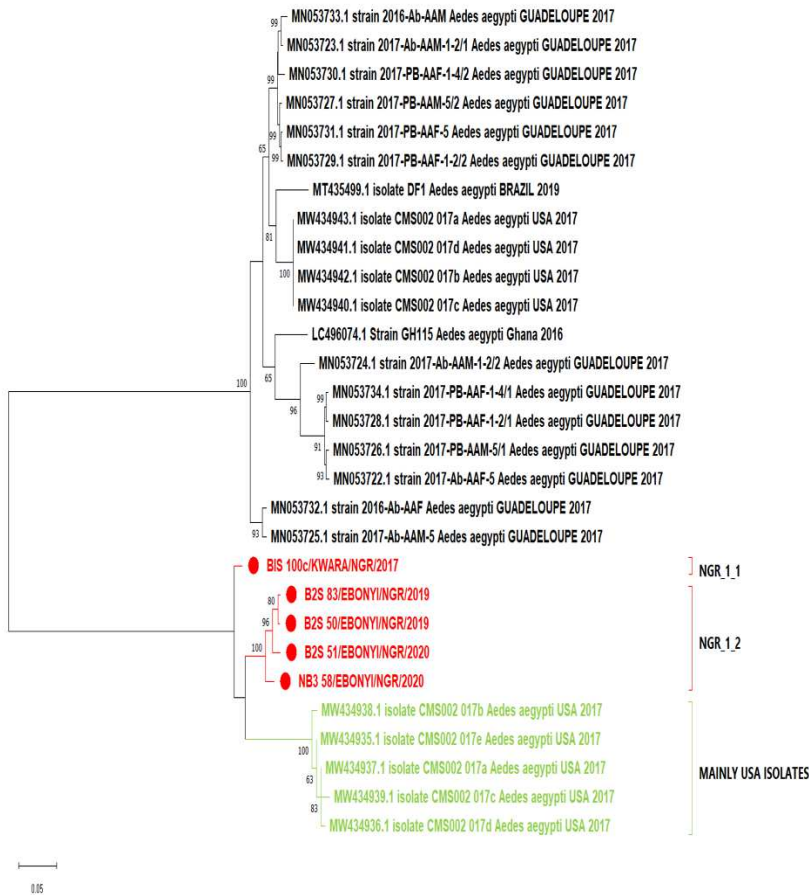 99
MN053733.1 strain 2016-Ab-AAM Aedes aegypti GUADELOUPE 2017
MN053723.1 strain 2017-Ab-AAM-1-2/1 Aedes aegypti GUADELOUPE 2017
99
MN053730.1 strain 2017-PB-AAF-1-4/2 Aedes aegypti GUADELOUPE 2017
MN053727.1 strain 2017-PB-AAM-5/2 Aedes aegypti GUADELOUPE 2017
99
MN053731.1 strain 2017-PB-AAF-5 Aedes aegypti GUADELOUPE 2017
65
99
MN053729.1 strain 2017-PB-AAF-1-2/2 Aedes aegypti GUADELOUPE 2017
MT435499.1 isolate DF1 Aedes aegypti BRAZIL 2019
MW434943.1 isolate CMS002 017a Aedes aegypti USA 2017
81
MW434941.1 isolate CMS002 017d Aedes aegypti USA 2017
100
MW434942.1 isolate CMS002 017b Aedes aegypti USA 2017
MW434940.1 isolate CMS002 017c Aedes aegypti USA 2017
LC496074.1 Strain GH115 Aedes aegypti Ghana 2016
MN053724.1 strain 2017-Ab-AAM-1-2/2 Aedes aegypti GUADELOUPE 2017
100
65
99
MN053734.1 strain 2017-PB-AAF-1-4/1 Aedes aegypti GUADELOUPE 2017
96
MN053728.1 strain 2017-PB-AAF-1-2/1 Aedes aegypti GUADELOUPE 2017
91
MN053726.1 strain 2017-PB-AAM-5/1 Aedes aegypti GUADELOUPE 2017
93
MN053722.1 strain 2017-Ab-AAF-5 Aedes aegypti GUADELOUPE 2017
MN053732.1 strain 2016-Ab-AAF Aedes aegypti GUADELOUPE 2017
93
MN053725.1 strain 2017-Ab-AAM-5 Aedes aegypti GUADELOUPE 2017
BIS 100c/KWARA/NGR/2017
NGR_1_1
80
B2S 83/EBONYI/NGR/2019
96
B2S 50/EBONYI/NGR/2019
NGR_1_2
100
B2S 51/EBONYI/NGR/2020
NB3 58/EBONYI/NGR/2020
MW434938.1 isolate CMS002 017b Aedes aegypti USA 2017
100
MW434935.1 isolate CMS002 017e Aedes aegypti USA 2017
63
MW434937.1 isolate CMS002 017a Aedes aegypti USA 2017
MAINLY USA ISOLATES
83
MW434939.1 isolate CMS002 017c Aedes aegypti USA 2017
MW434936.1 isolate CMS002 017d Aedes aegypti USA 2017
0.05